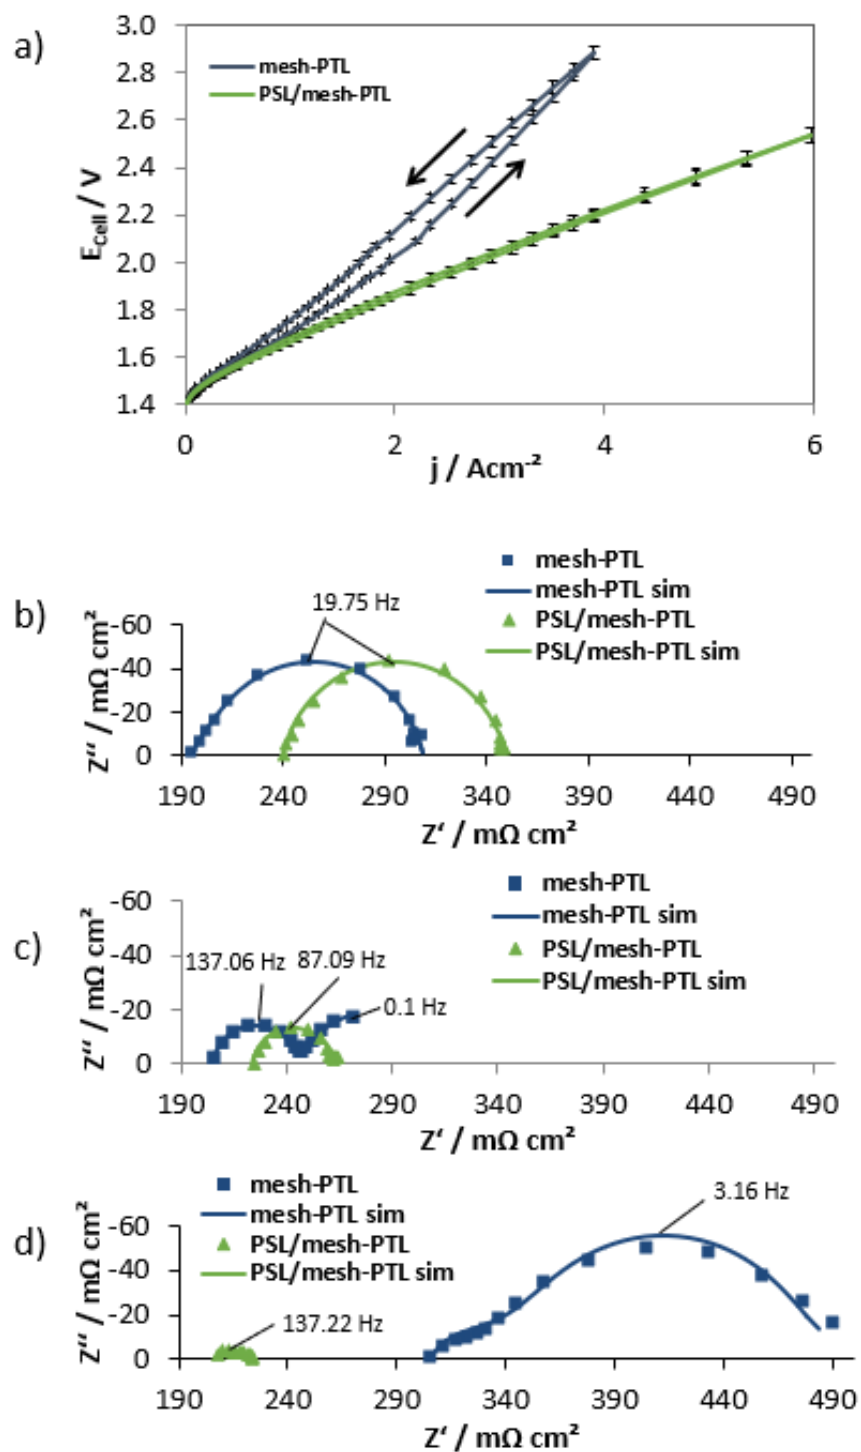 a)
3.0
2.8
2.6
2.4
2.2
2.0
1.8
1.6
1.4
E_Cell / V
mesh-PTL
PSL/mesh-PTL
0 2 4 6
j / Acm⁻²
b)
mesh-PTL
mesh-PTL sim
PSL/mesh-PTL
PSL/mesh-PTL sim
19.75 Hz
-60
-40
-20
0
Z‘‘ / mΩ cm²
190 240 290 340 390 440 490
Z‘ / mΩ cm²
c)
mesh-PTL
mesh-PTL sim
PSL/mesh-PTL
PSL/mesh-PTL sim
137.06 Hz 87.09 Hz
0.1 Hz
-60
-40
-20
0
Z‘‘ / mΩ cm²
190 240 290 340 390 440 490
Z‘ / mΩ cm²
d)
mesh-PTL
mesh-PTL sim
PSL/mesh-PTL
PSL/mesh-PTL sim
3.16 Hz
137.22 Hz
-60
-40
-20
0
Z‘‘ / mΩ cm²
190 240 290 340 390 440 490
Z‘ / mΩ cm²